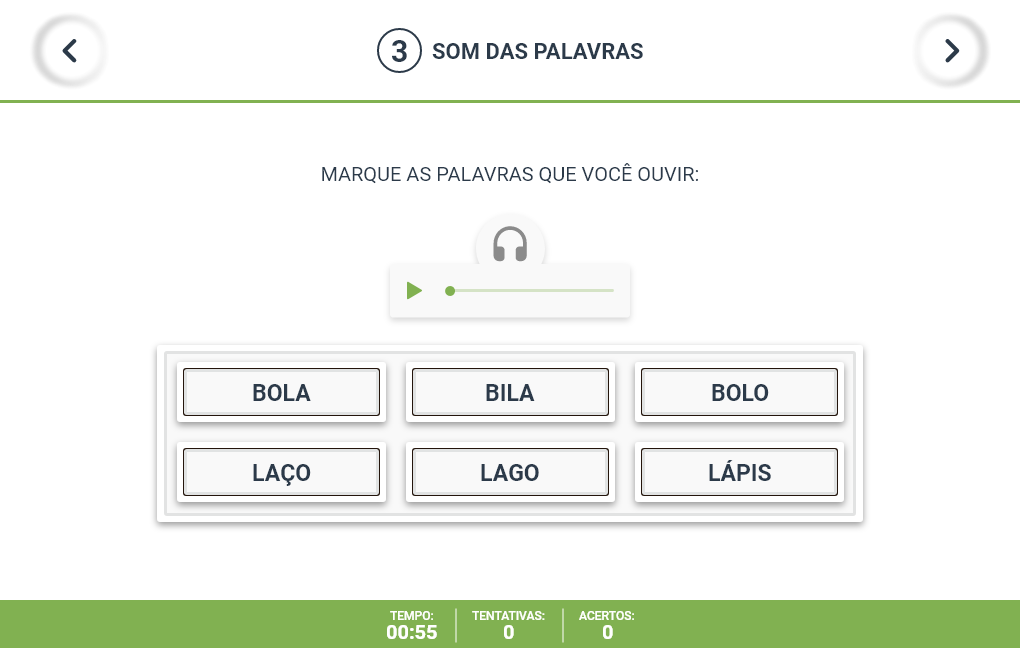 3 SOM DAS PALAVRAS
MARQUE AS PALAVRAS QUE VOCÊ OUVIR:
BOLA BILA BOLO
LAÇO LAGO LÁPIS
TEMPO: TENTATIVAS: ACERTOS:
00:55 0 0